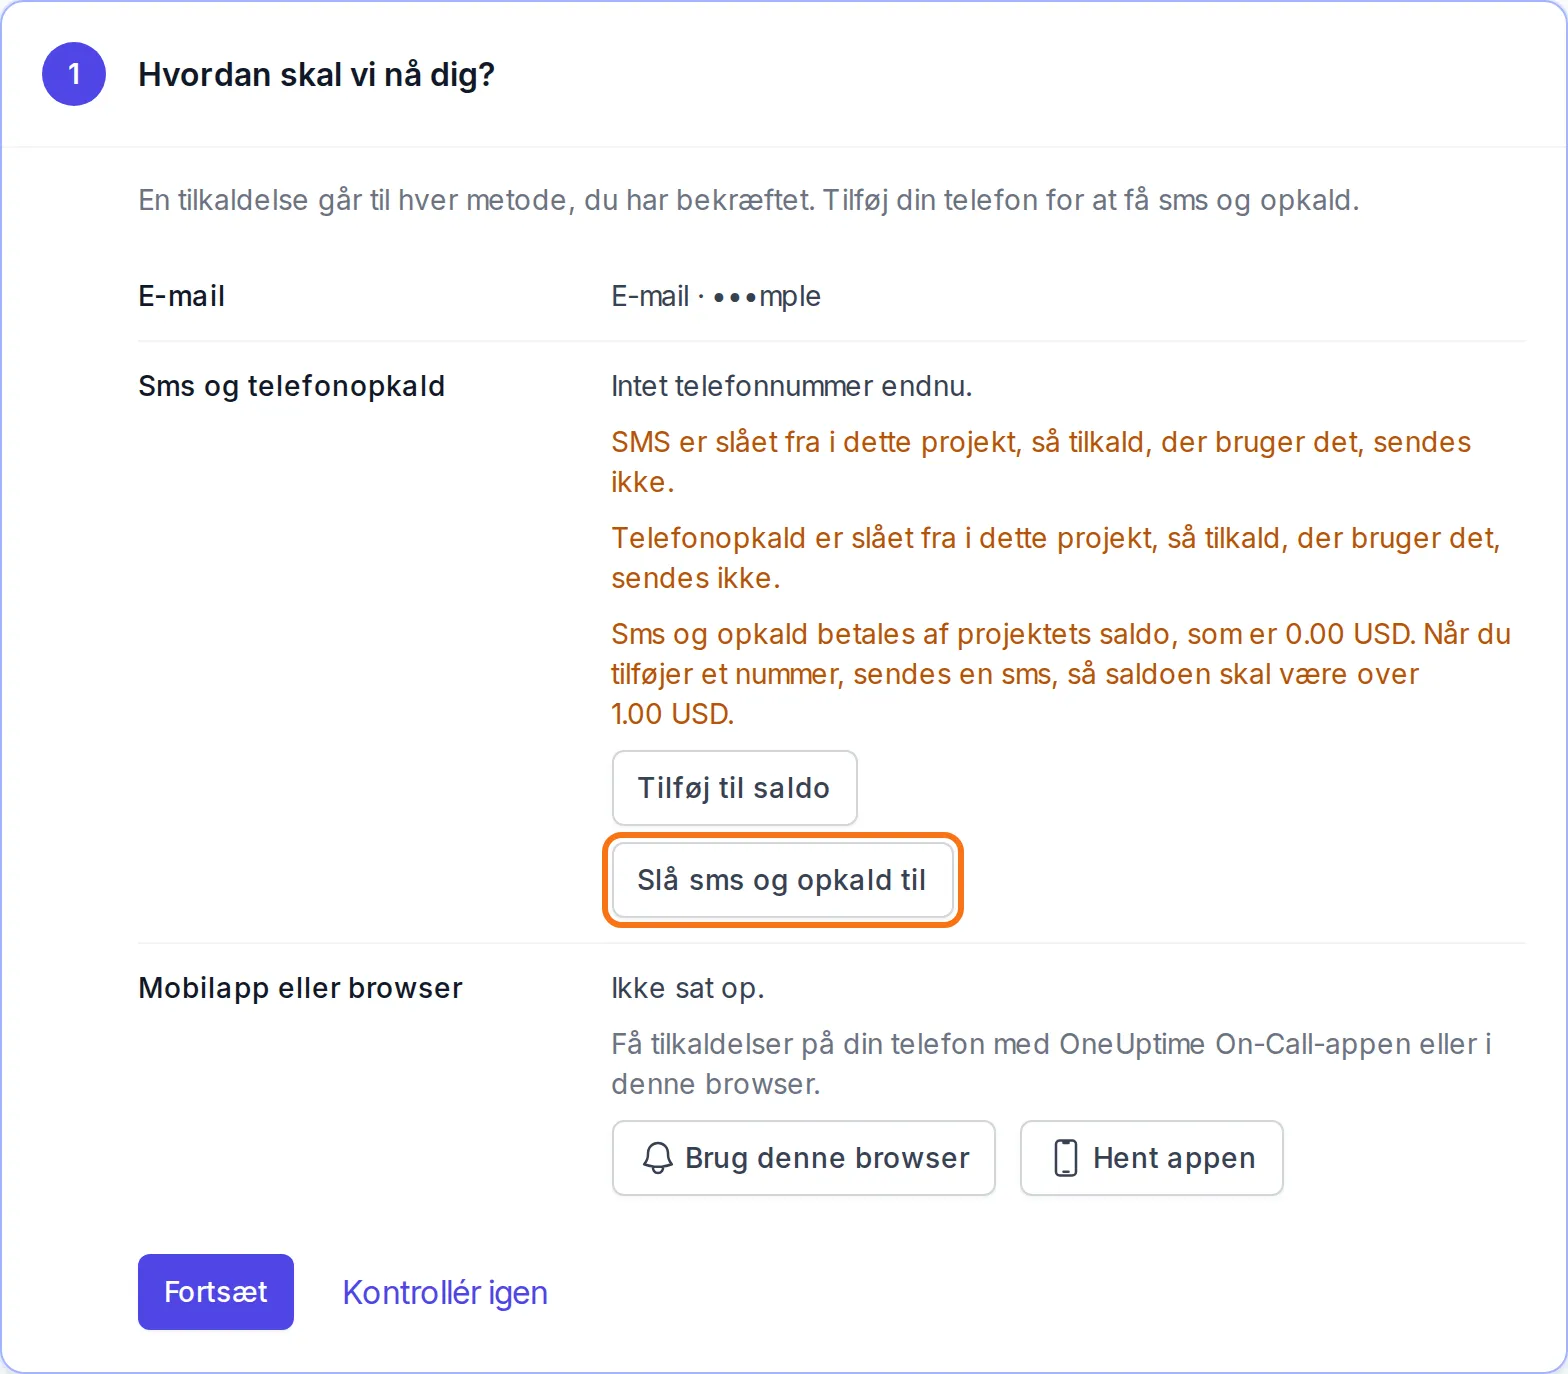 1
Hvordan skal vi nå dig?
En tilkaldelse går til hver metode, du har bekræftet. Tilføj din telefon for at få sms og opkald.
E-mail
E-mail · •••mple
Sms og telefonopkald
Intet telefonnummer endnu.
SMS er slået fra i dette projekt, så tilkald, der bruger det, sendes
ikke.
Telefonopkald er slået fra i dette projekt, så tilkald, der bruger det,
sendes ikke.
Sms og opkald betales af projektets saldo, som er 0.00 USD. Når du
tilføjer et nummer, sendes en sms, så saldoen skal være over
1.00 USD.
Tilføj til saldo
Slå sms og opkald til
Mobilapp eller browser
Ikke sat op.
Få tilkaldelser på din telefon med OneUptime On-Call-appen eller i
denne browser.
Brug denne browser
Hent appen
Fortsæt
Kontrollér igen